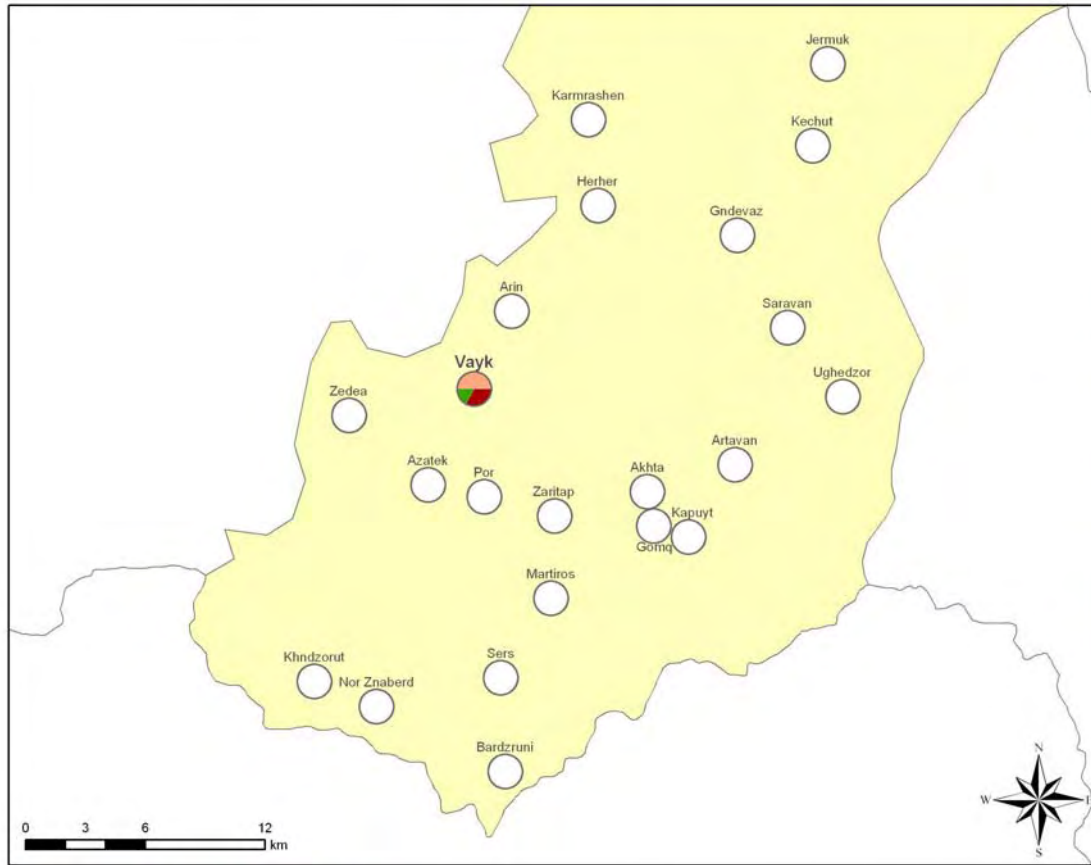 Jermuk
Karmrashen
Kechut
Herher
Gndevaz
Arin
Saravan
Vayk
Ughedzor
Zedea
Artavan
Azatek
Por
Akhta
Zaritap
Kapuyt
Gomq
Martiros
Sers
Khndzorut
Nor Znaberd
Bardzruni
N
W E
S
0 3 6 12
km